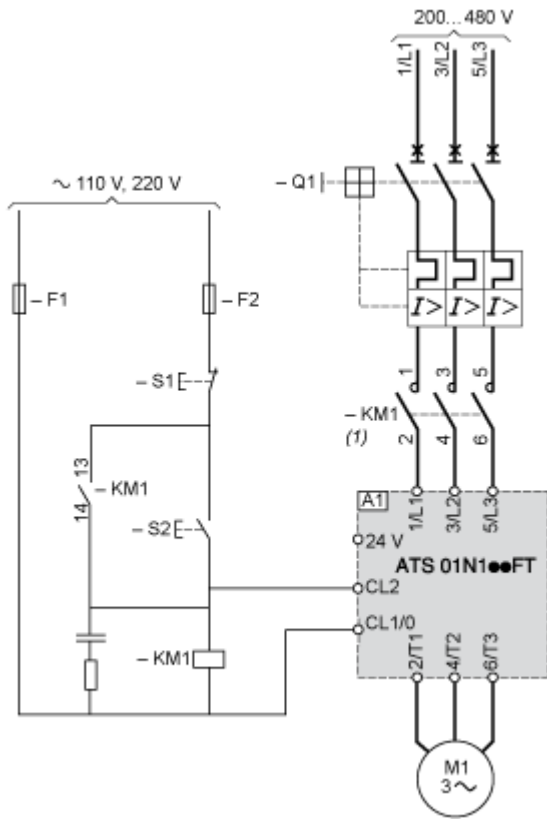 200... 480 V
1/L1
3/L2
5/L3
– Q1
~ 110 V, 220 V
– F1
– F2
I>
I>
I>
– S1
1
3
5
– KM1
(1)
2
4
6
13
– KM1
14
A1
1/L1
3/L2
5/L3
– S2
24 V
ATS 01N1●●FT
CL2
CL1/0
– KM1
2/T1
4/T2
6/T3
M1
3 ~